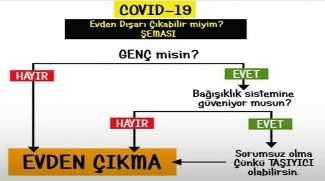 COVID-19
Evden Dışarı Çıkabilir miyim?
ŞEMASI
GENÇ misin?
HAYIR
EVET
Bağışıklık sistemine
güveniyor musun?
HAYIR
EVET
EVDEN ÇIKMA
Sorumsuz olma
Çünkü TAŞIYICI
olabilirsin.